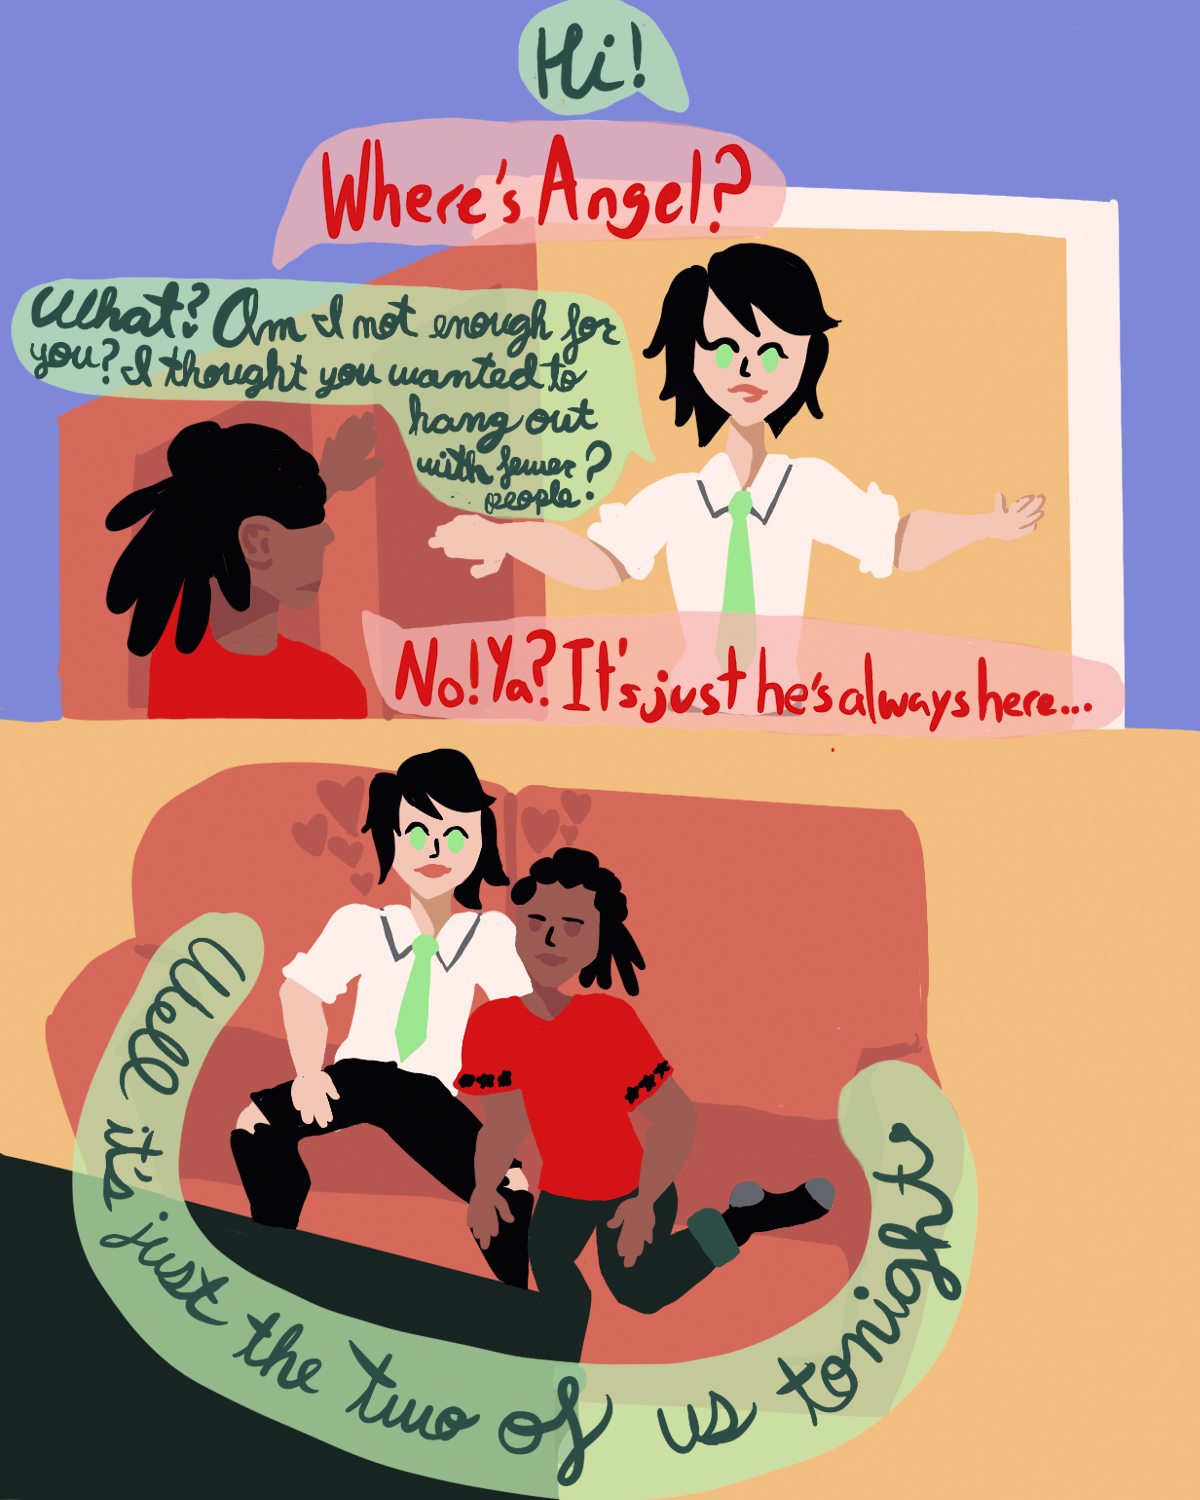 Hi!
Where's Angel?
What? Am I not enough for
you? I thought you wanted to
hang out
with fewer?
people.
No! Ya? It's just he's always here...
Well it's just the two of us tonight